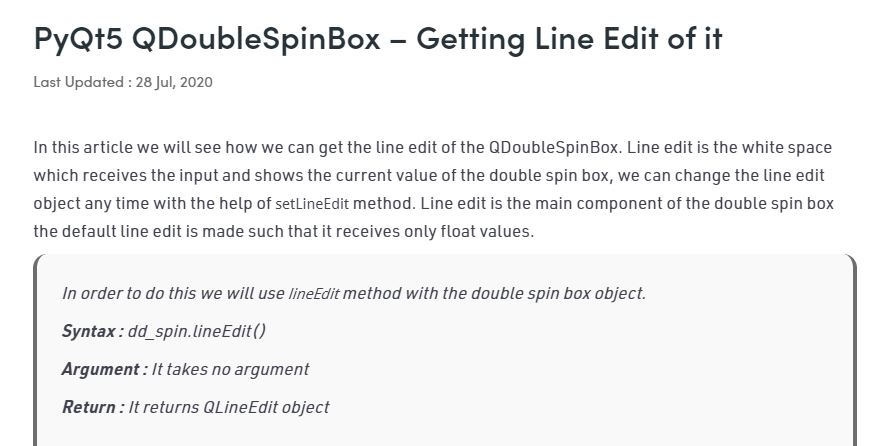 PyQt5 QDoubleSpinBox – Getting Line Edit of it
Last Updated : 28 Jul, 2020
In this article we will see how we can get the line edit of the QDoubleSpinBox. Line edit is the white space
which receives the input and shows the current value of the double spin box, we can change the line edit
object any time with the help of setLineEdit method. Line edit is the main component of the double spin box
the default line edit is made such that it receives only float values.
In order to do this we will use lineEdit method with the double spin box object.
Syntax : dd_spin.lineEdit()
Argument : It takes no argument
Return : It returns QLineEdit object